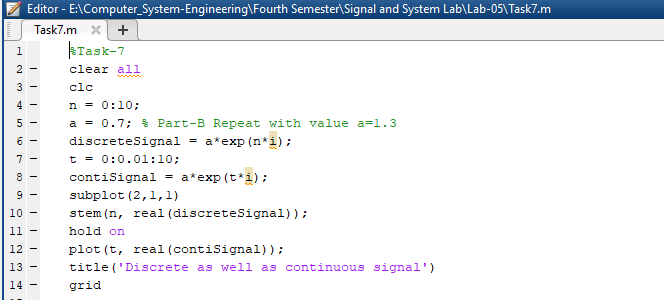 Editor - E:\Computer_System-Engineering\Fourth Semester\Signal and System Lab\Lab-05\Task7.m
Task7.m × +
1 %Task-7
2 - clear all
3 - clc
4 - n = 0:10;
5 - a = 0.7; % Part-B Repeat with value a=1.3
6 - discreteSignal = a*exp(n*i);
7 - t = 0:0.01:10;
8 - contiSignal = a*exp(t*i);
9 - subplot(2,1,1)
10 - stem(n, real(discreteSignal));
11 - hold on
12 - plot(t, real(contiSignal));
13 - title('Discrete as well as continuous signal')
14 - grid